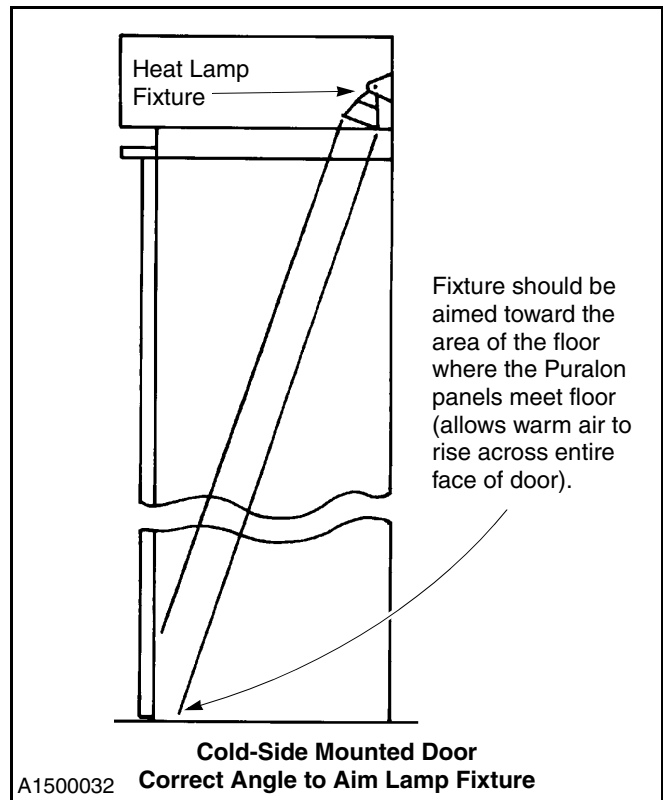 Heat Lamp
Fixture
Fixture should be
aimed toward the
area of the floor
where the Puralon
panels meet floor
(allows warm air to
rise across entire
face of door).
Cold-Side Mounted Door
Correct Angle to Aim Lamp Fixture
A1500032